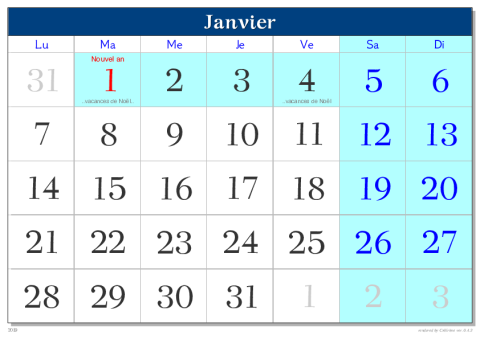 Janvier
Lu Ma Me Je Ve Sa Di
Nouvel an
31 1 2 3 4 5 6
..vacances de Noël.. ..vacances de Noël
7 8 9 10 11 12 13
14 15 16 17 18 19 20
21 22 23 24 25 26 27
28 29 30 31 1 2 3